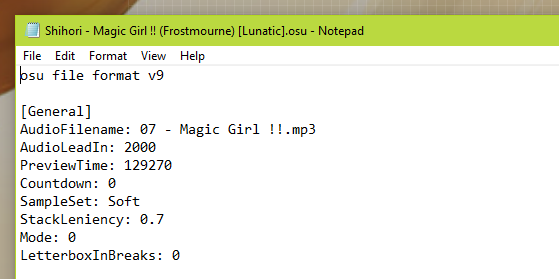 Shihori - Magic Girl !! (Frostmourne) [Lunatic].osu - Notepad
File Edit Format View Help
osu file format v9
[General]
AudioFilename: 07 - Magic Girl !!.mp3
AudioLeadIn: 2000
PreviewTime: 129270
Countdown: 0
SampleSet: Soft
StackLeniency: 0.7
Mode: 0
LetterboxInBreaks: 0